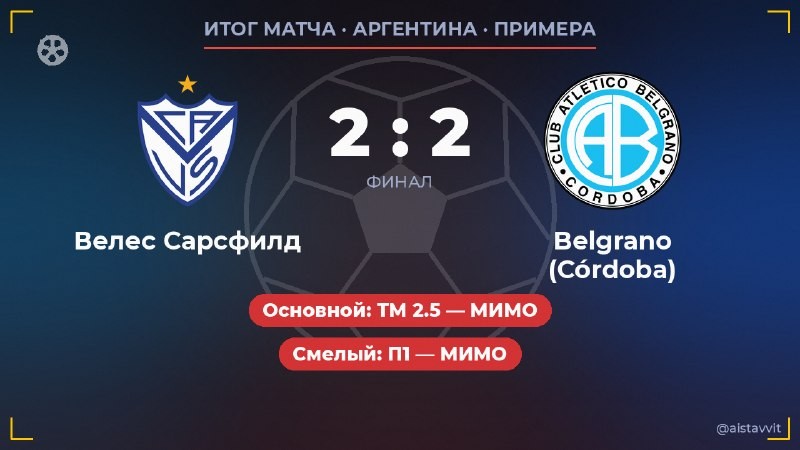 ИТОГ МАТЧА · АРГЕНТИНА · ПРИМЕРА
CAVS
2 : 2
CLUB ATLETICO BELGRANO
CORDOBA
AB
ФИНАЛ
Велес Сарсфилд
Belgrano
(Córdoba)
Основной: ТМ 2.5 — МИМО
Смелый: П1 — МИМО
@aistavvit